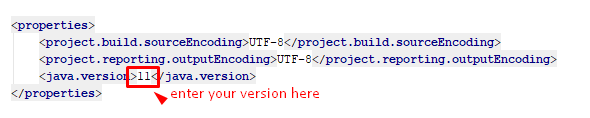 <properties>
<project.build.sourceEncoding>UTF-8</project.build.sourceEncoding>
<project.reporting.outputEncoding>UTF-8</project.reporting.outputEncoding>
<java.version>11</java.version>
</properties>
enter your version here